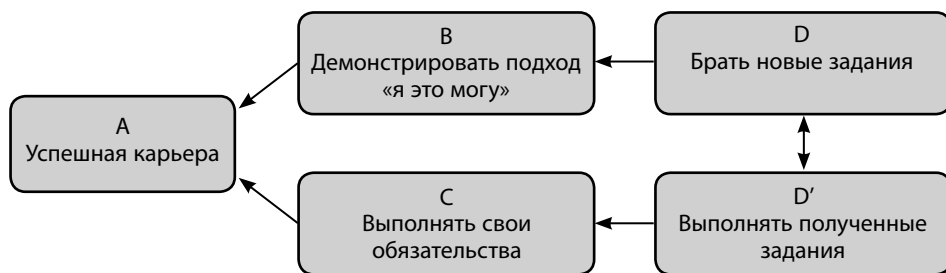 B
Демонстрировать подход
«я это могу»
D
Брать новые задания
A
Успешная карьера
C
Выполнять свои
обязательства
D’
Выполнять полученные
задания